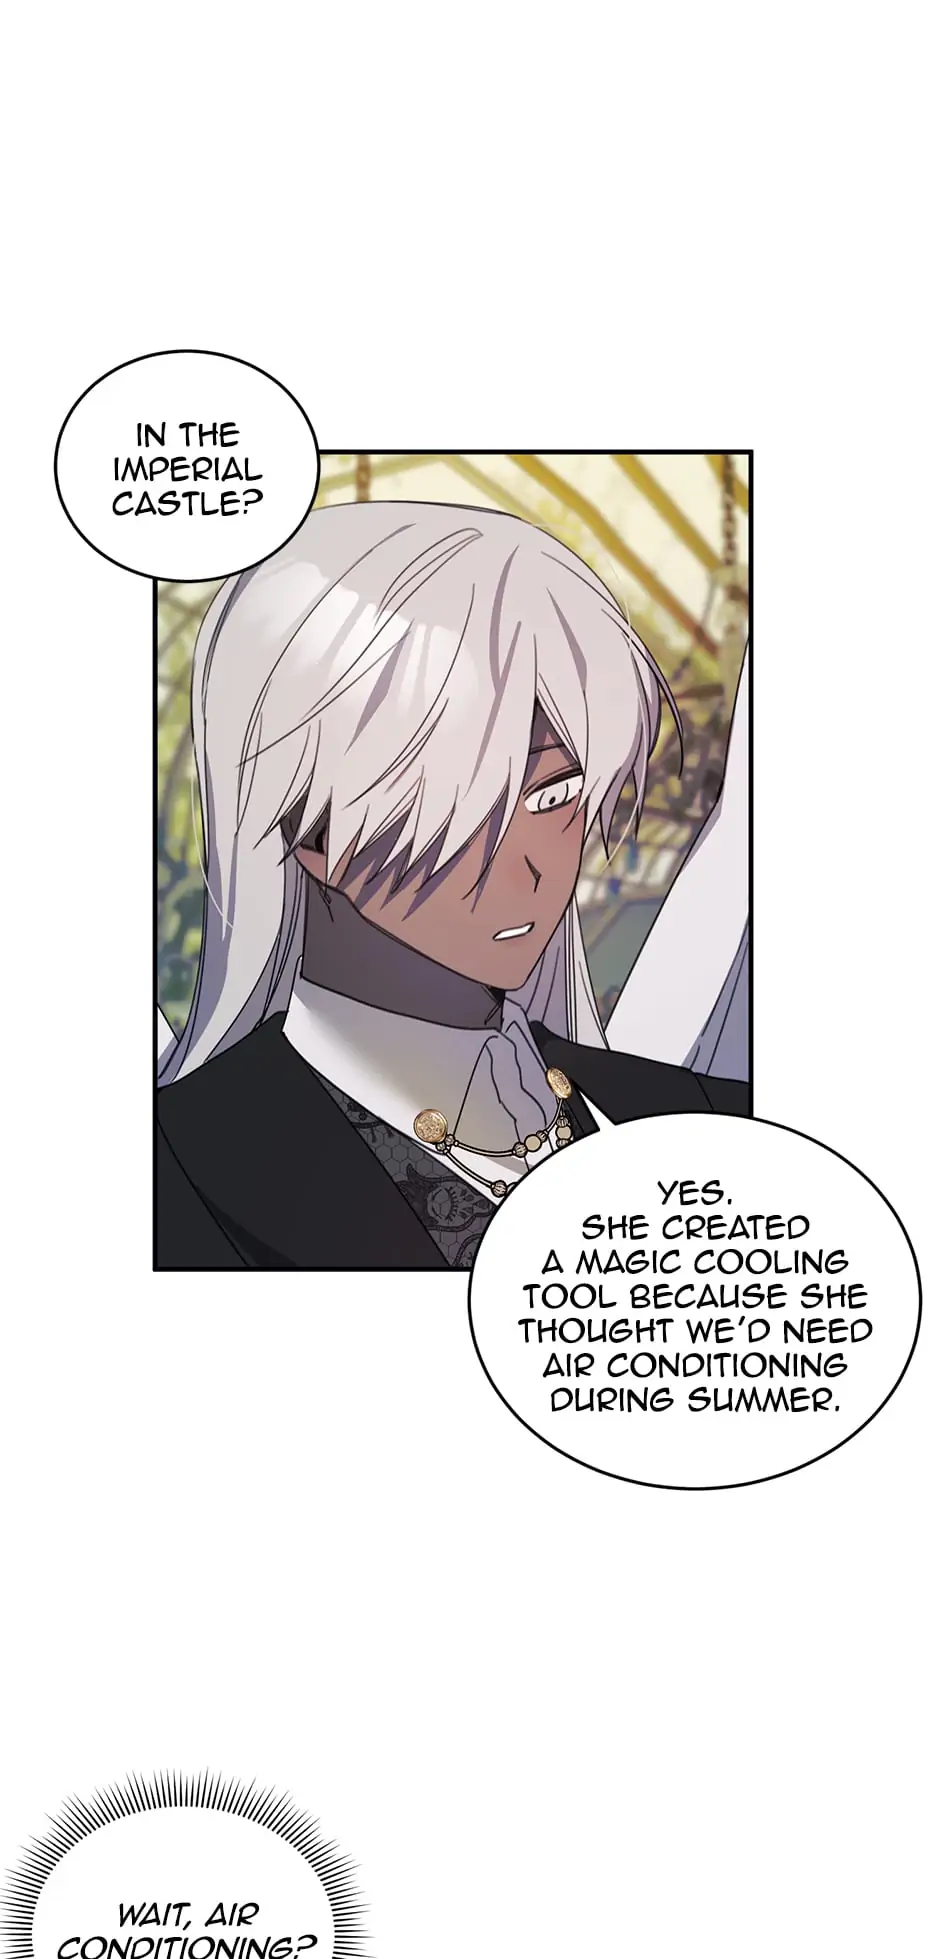 IN THE
IMPERIAL
CASTLE?
YES.
SHE CREATED
A MAGIC COOLING
TOOL BECAUSE SHE
THOUGHT WE'D NEED
AIR CONDITIONING
DURING SUMMER.
WAIT, AIR
CONDITIONING?